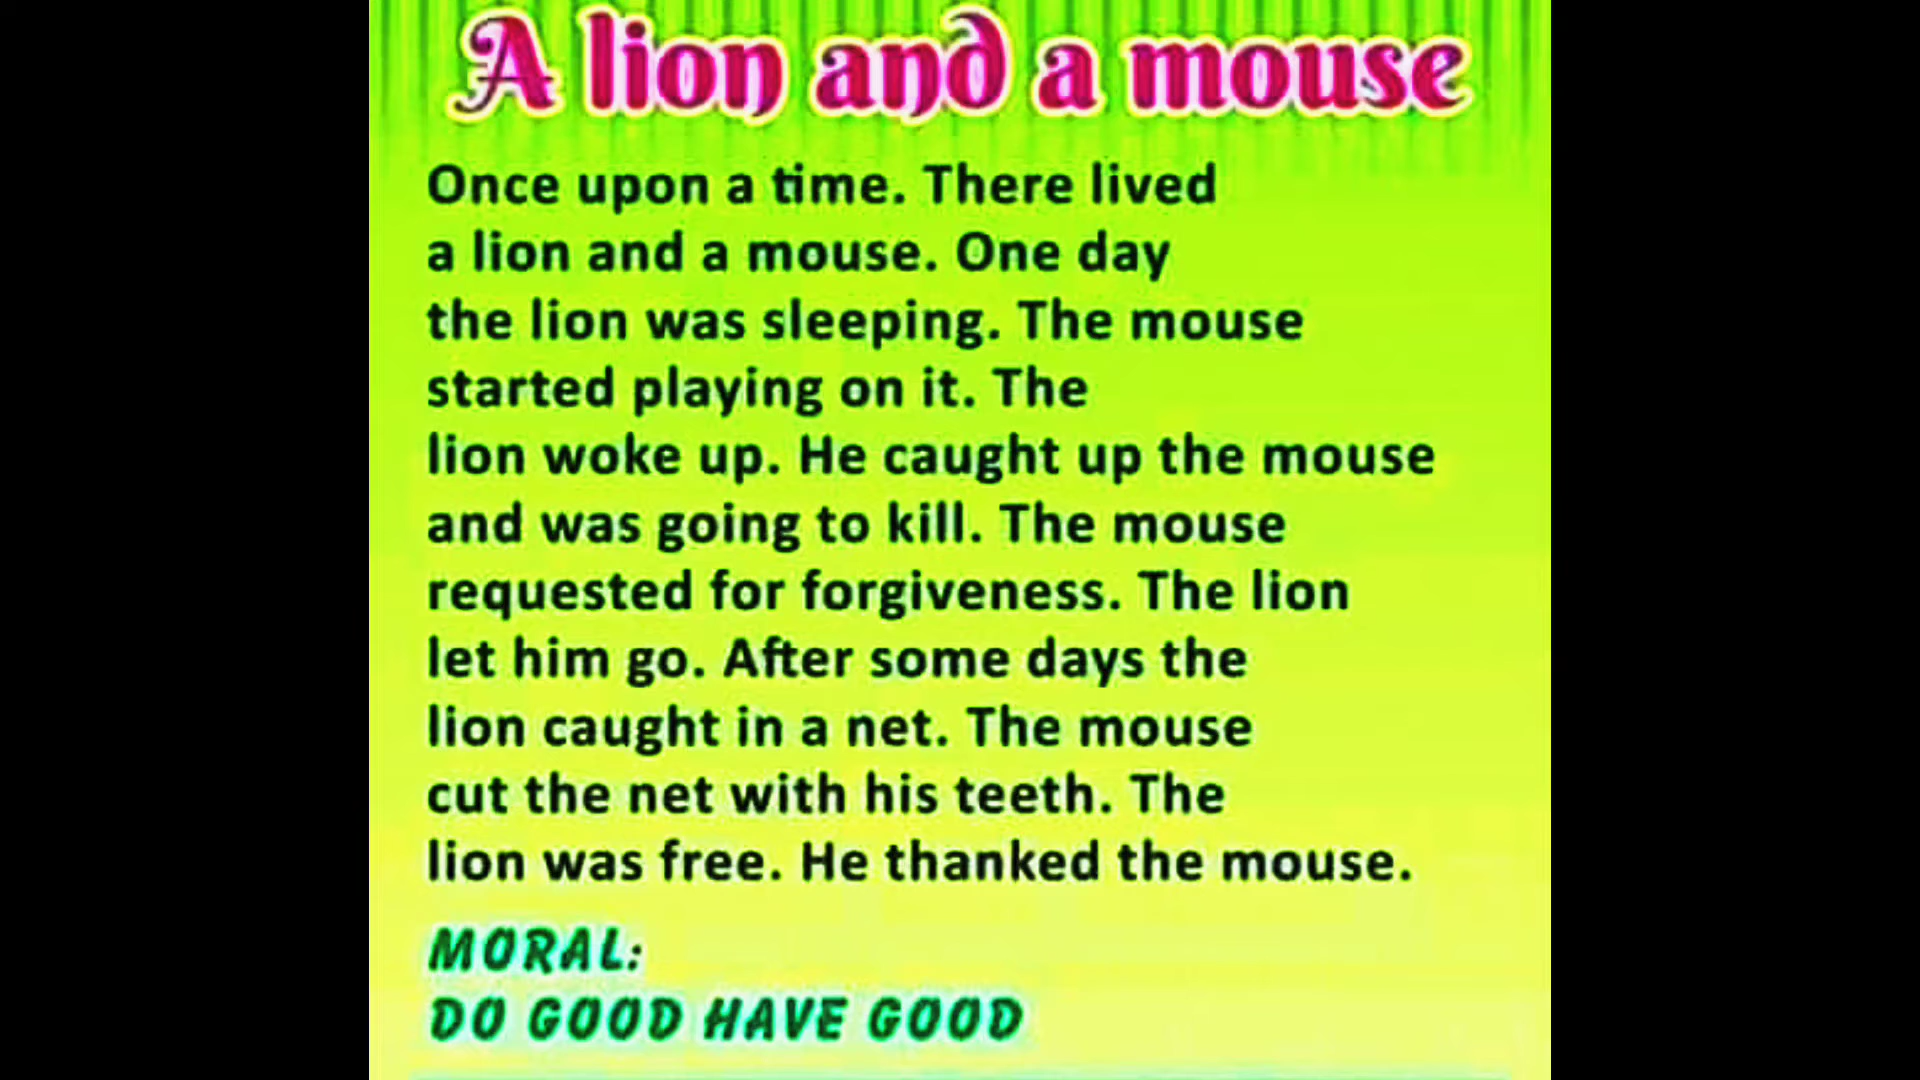 A lion and a mouse
Once upon a time. There lived
a lion and a mouse. One day
the lion was sleeping. The mouse
started playing on it. The
lion woke up. He caught up the mouse
and was going to kill. The mouse
requested for forgiveness. The lion
let him go. After some days the
lion caught in a net. The mouse
cut the net with his teeth. The
lion was free. He thanked the mouse.
MORAL:
DO GOOD HAVE GOOD